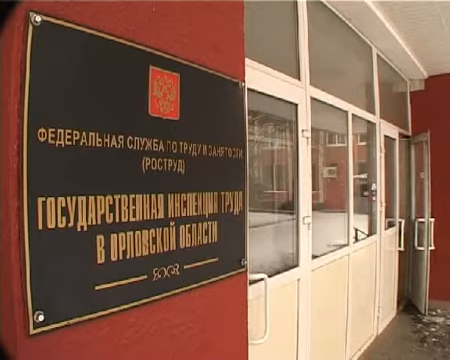 ФЕДЕРАЛЬНАЯ СЛУЖБА ПО ТРУДУ И ЗАНЯТОСТИ
(РОСТРУД)
ГОСУДАРСТВЕННАЯ ИНСПЕКЦИЯ ТРУДА
В ОРЛОВСКОЙ ОБЛАСТИ